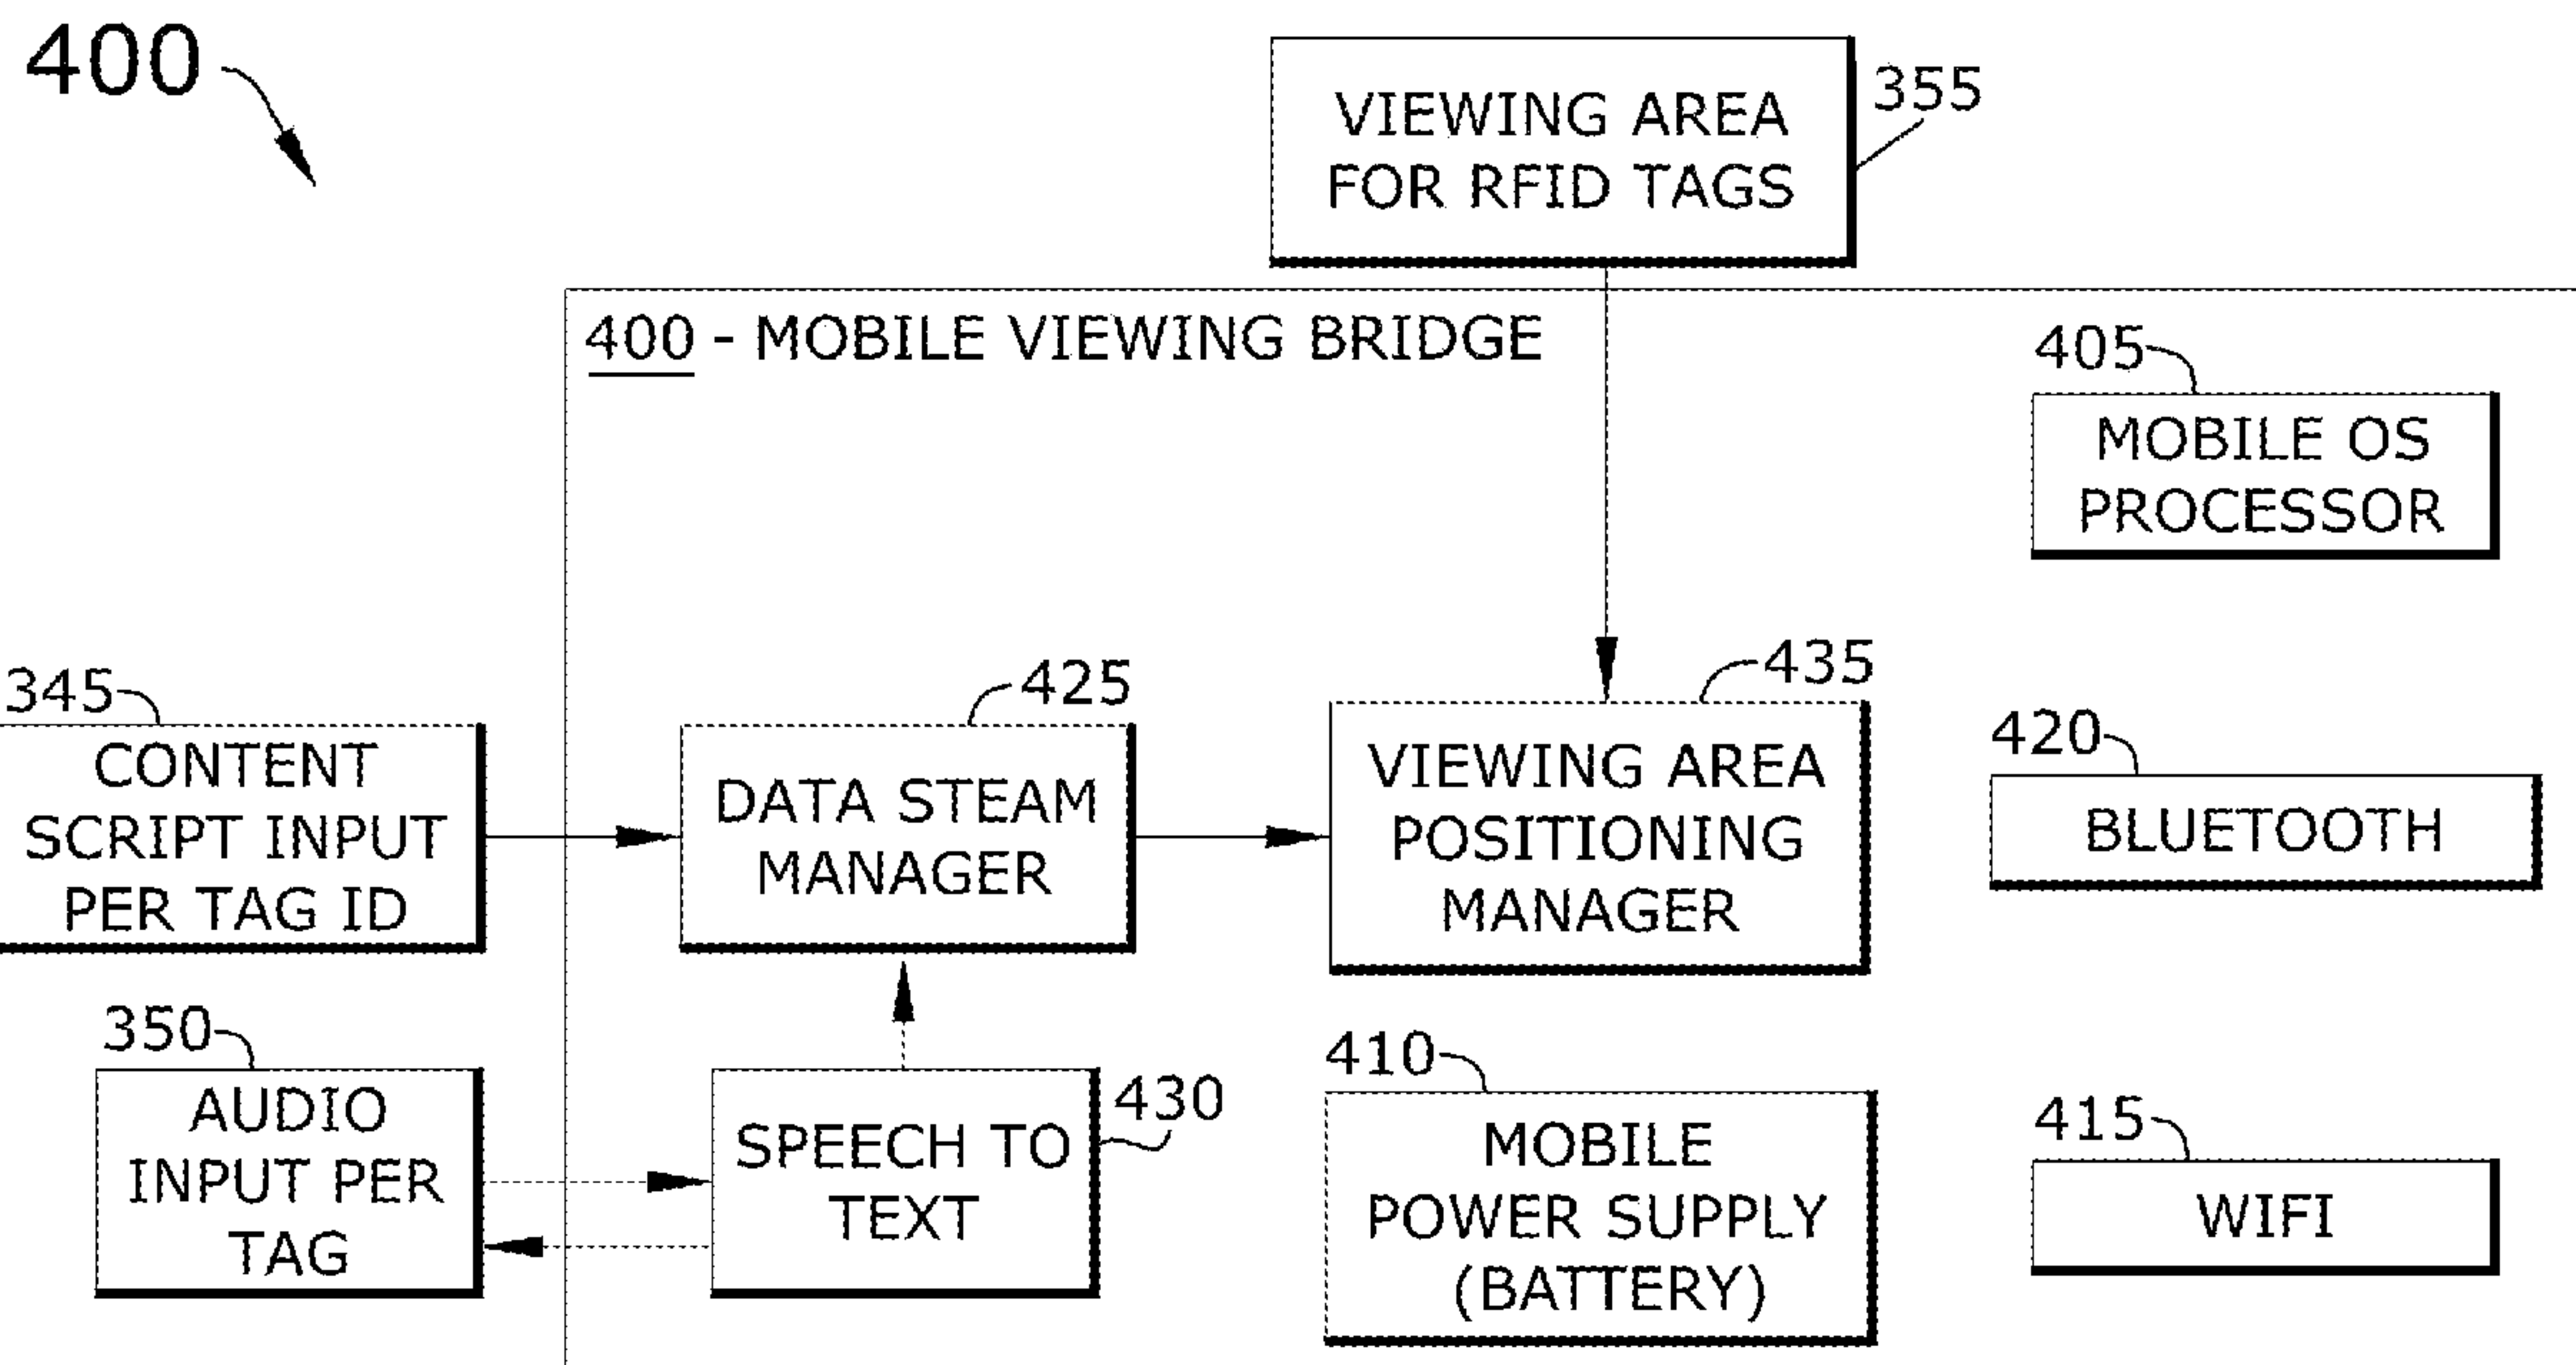 400
VIEWING AREA
FOR RFID TAGS
355
400 - MOBILE VIEWING BRIDGE
405
MOBILE OS
PROCESSOR
345
CONTENT
SCRIPT INPUT
PER TAG ID
425
DATA STEAM
MANAGER
435
VIEWING AREA
POSITIONING
MANAGER
420
BLUETOOTH
350
AUDIO
INPUT PER
TAG
SPEECH TO
TEXT
430
410
MOBILE
POWER SUPPLY
(BATTERY)
415
WIFI